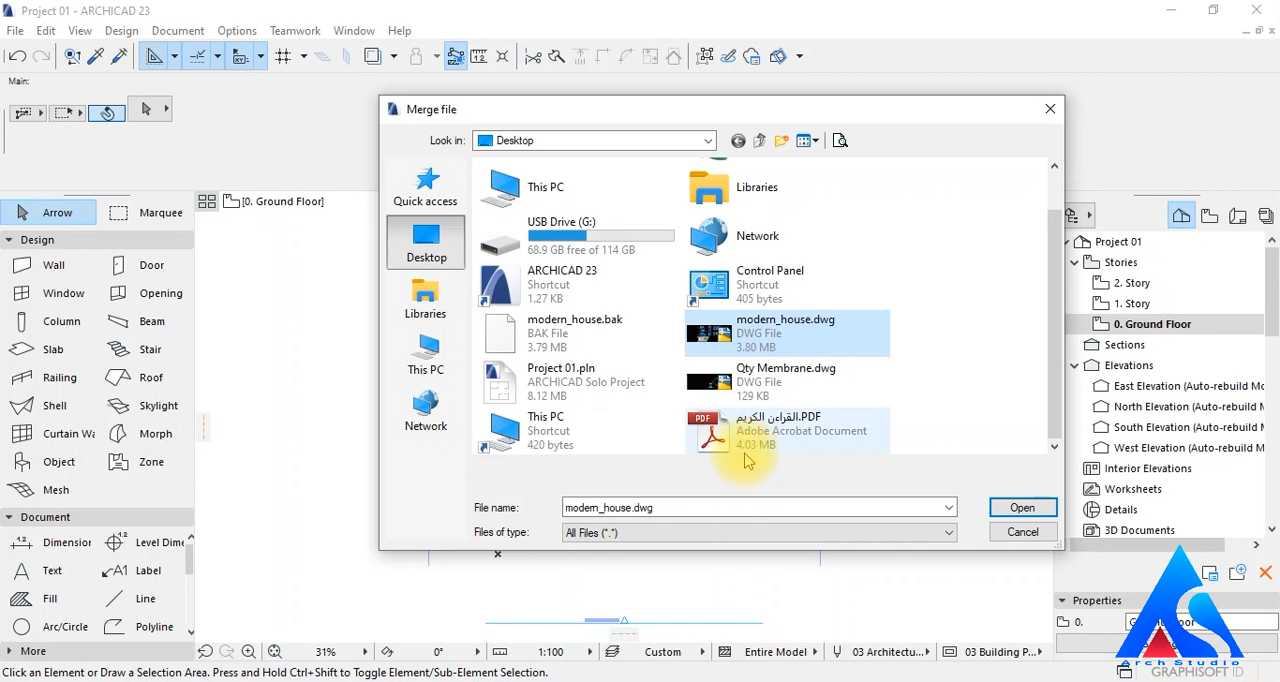 Project 01 - ARCHICAD 23
File Edit View Design Document Options Teamwork Window Help
Main:
Merge file
Look in: Desktop
Quick access
Desktop
Libraries
This PC
Network
This PC
Libraries
USB Drive (G:)
68.9 GB free of 114 GB
Network
ARCHICAD 23
Shortcut
1.27 KB
Control Panel
Shortcut
405 bytes
modern_house.bak
BAK File
3.79 MB
modern_house.dwg
DWG File
3.80 MB
Project 01.pln
ARCHICAD Solo Project
8.12 MB
Qty Membrane.dwg
DWG File
129 KB
This PC
Shortcut
420 bytes
القراءن الكريم.PDF
PDF
Adobe Acrobat Document
4.03 MB
File name: modern_house.dwg
Open
Files of type: All Files (*.*)
Cancel
[0. Ground Floor]
Arrow Marquee
Design
Wall Door
Window Opening
Column Beam
Slab Stair
Railing Roof
Shell Skylight
Curtain Wa Morph
Object Zone
Mesh
Document
Dimension Level Dime
A1
Text Label
Fill Line
Arc/Circle Polyline
More
Project 01
Stories
2. Story
1. Story
0. Ground Floor
Sections
Elevations
East Elevation (Auto-rebuild Mo
North Elevation (Auto-rebuild M
South Elevation (Auto-rebuild M
West Elevation (Auto-rebuild M
Interior Elevations
Worksheets
Details
3D Documents
Properties
0.
31% 0° 1:100 Custom Entire Model 03 Architectu... 03 Building P...
Click an Element or Draw a Selection Area. Press and Hold Ctrl+Shift to Toggle Element/Sub-Element Selection.
Arch Studio
GRAPHISOFT ID